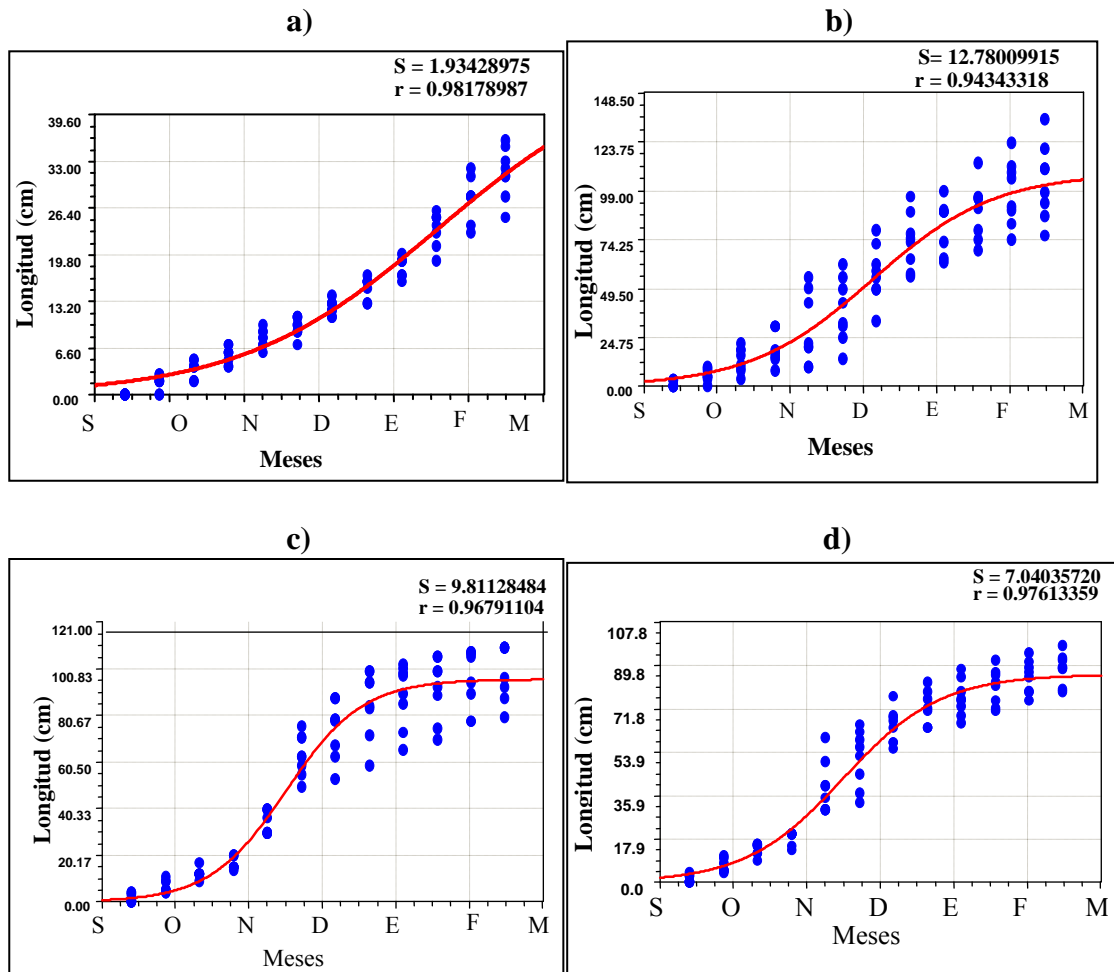 a)
S = 1.93428975
r = 0.98178987
Longitud (cm)
39.60
33.00
26.40
19.80
13.20
6.60
0.00
S O N D E F M
Meses
b)
S= 12.78009915
r = 0.94343318
Longitud (cm)
148.50
123.75
99.00
74.25
49.50
24.75
0.00
S O N D E F M
Meses
c)
S = 9.81128484
r = 0.96791104
Longitud (cm)
121.00
100.83
80.67
60.50
40.33
20.17
0.00
S O N D E F M
Meses
d)
S = 7.04035720
r = 0.97613359
Longitud (cm)
107.8
89.8
71.8
53.9
35.9
17.9
0.0
S O N D E F M
Meses